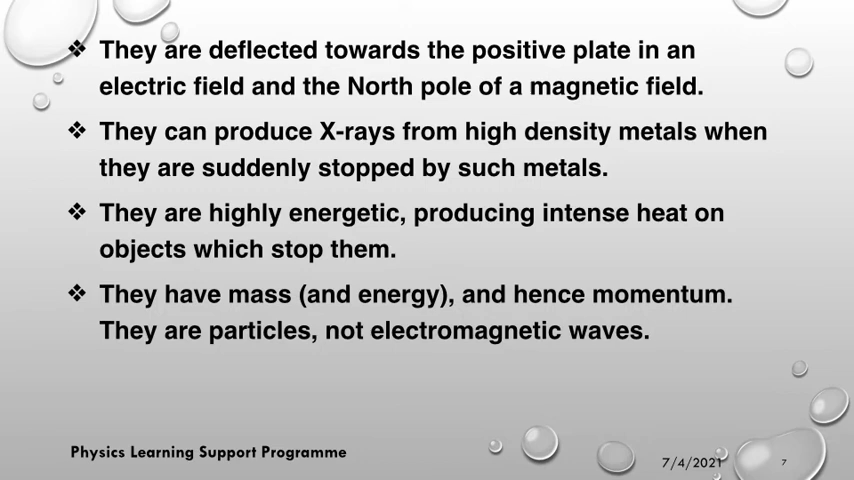 ❖ They are deflected towards the positive plate in an
electric field and the North pole of a magnetic field.
❖ They can produce X-rays from high density metals when
they are suddenly stopped by such metals.
❖ They are highly energetic, producing intense heat on
objects which stop them.
❖ They have mass (and energy), and hence momentum.
They are particles, not electromagnetic waves.
Physics Learning Support Programme
7/4/2021
7